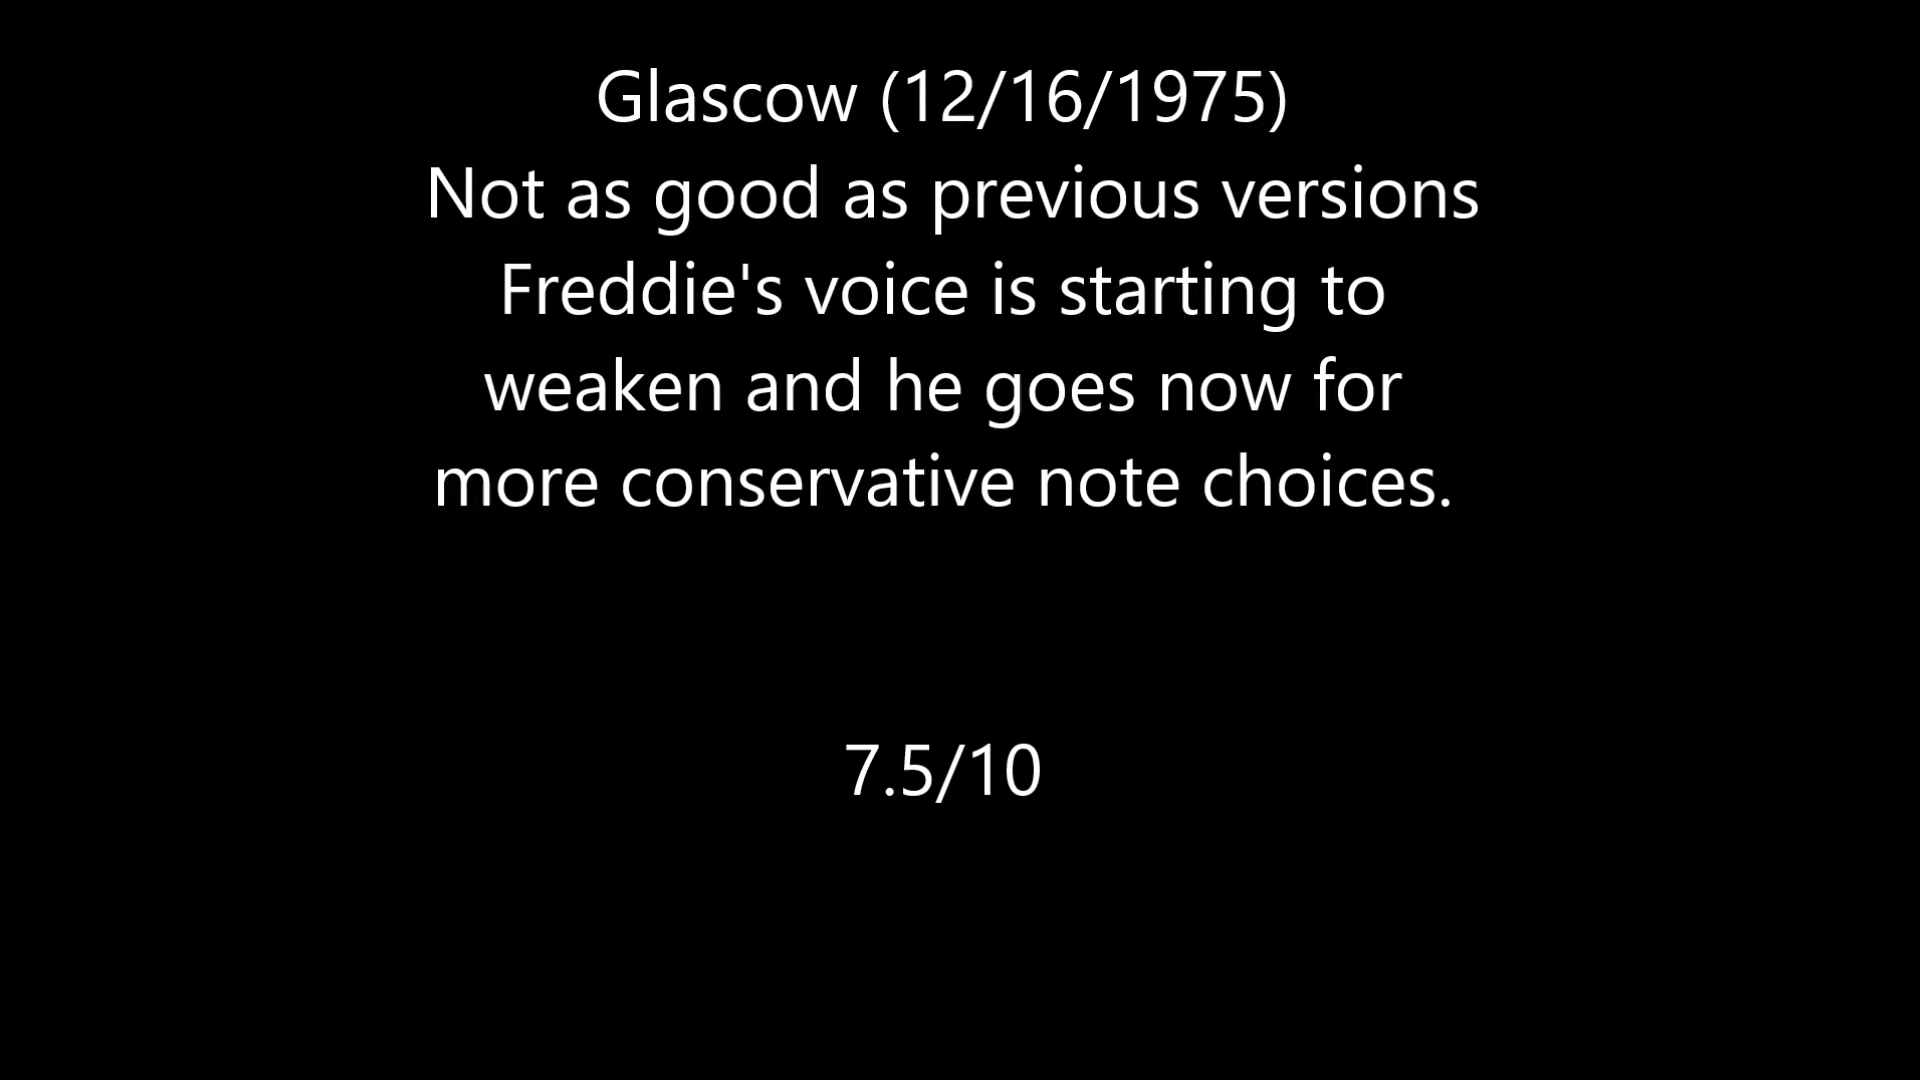 Glascow (12/16/1975)
Not as good as previous versions
Freddie's voice is starting to
weaken and he goes now for
more conservative note choices.
7.5/10